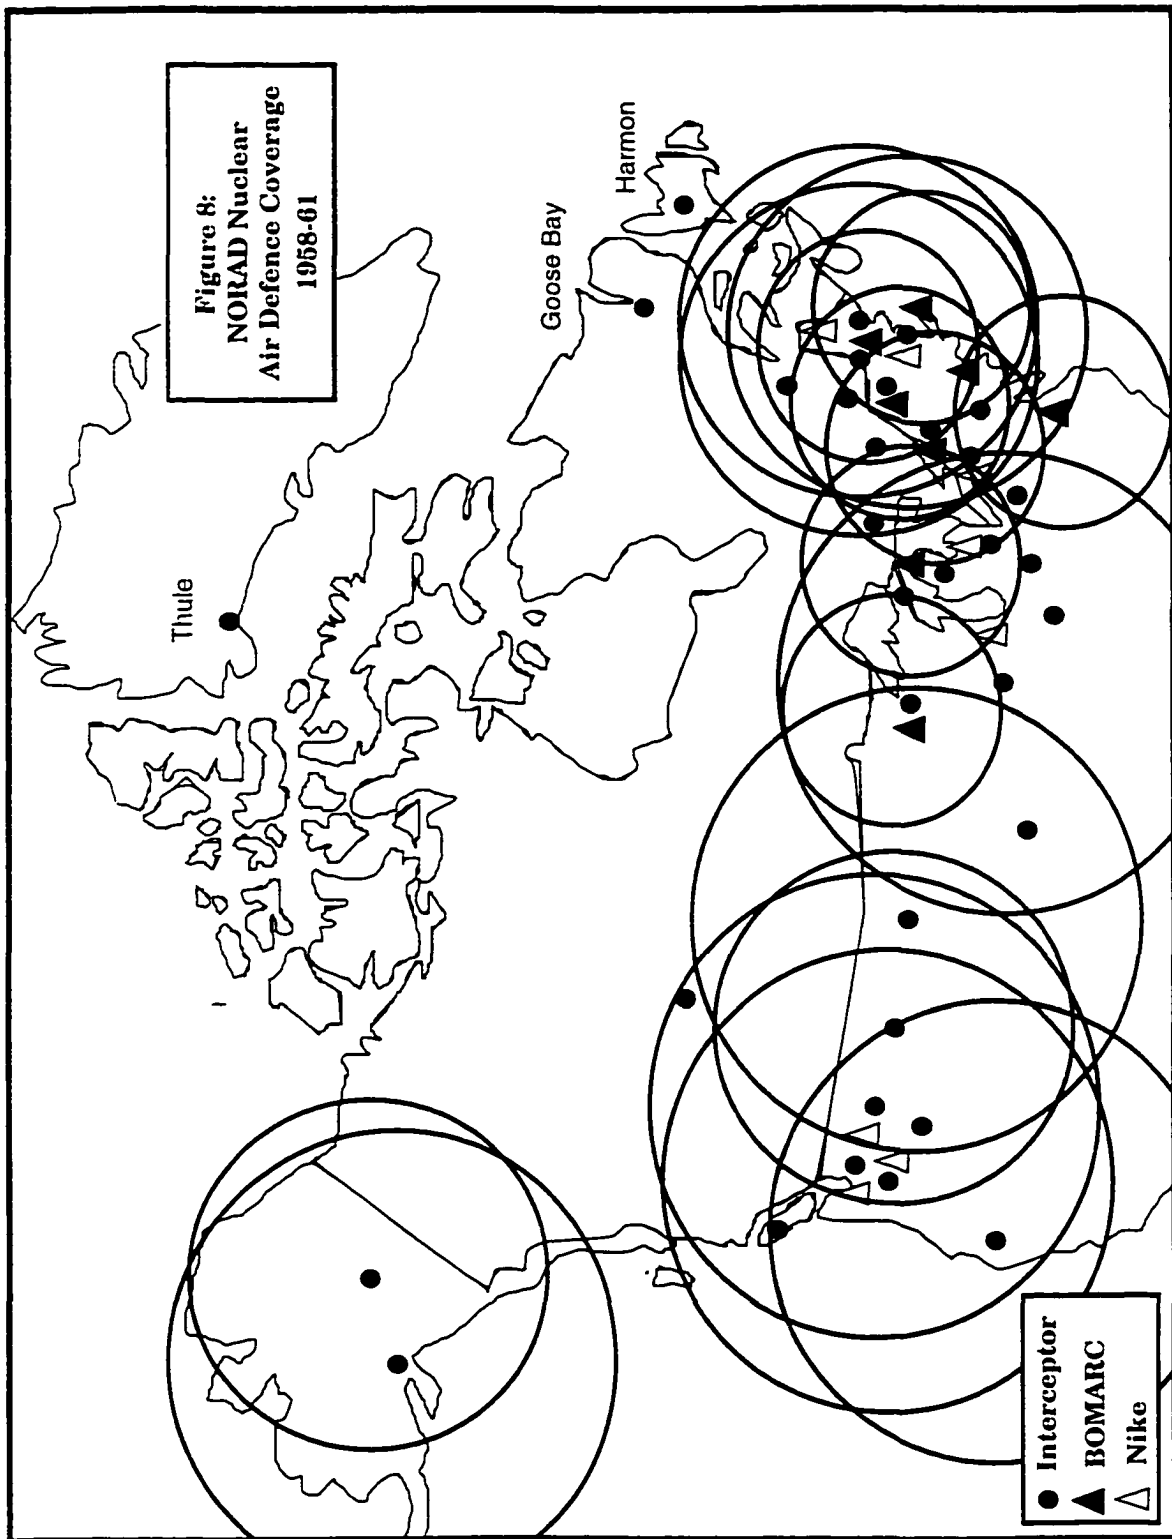 Figure 8:
NORAD Nuclear
Air Defence Coverage
1958-61
Thule
Goose Bay
Harmon
Interceptor
BOMARC
Nike